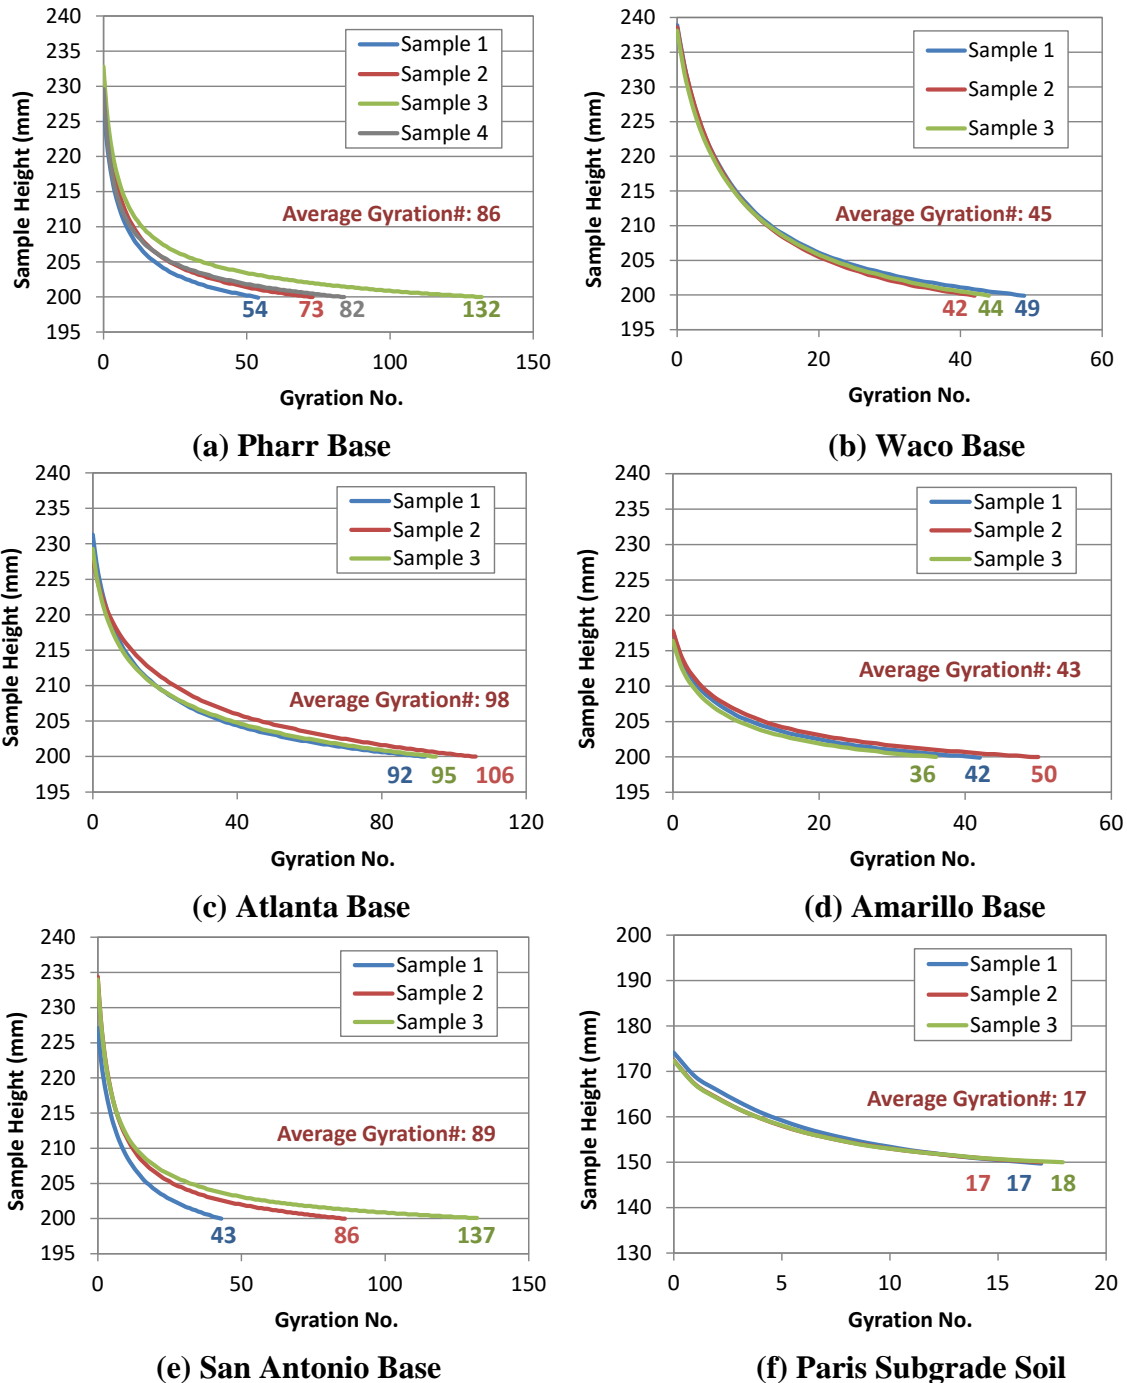 240
235
230
225
220
215
210
205
200
195
Sample Height (mm)
Sample 1
Sample 2
Sample 3
Sample 4
Average Gyration#: 86
54 73 82 132
0 50 100 150
Gyration No.
(a) Pharr Base
240
235
230
225
220
215
210
205
200
195
Sample Height (mm)
Sample 1
Sample 2
Sample 3
Average Gyration#: 45
42 44 49
0 20 40 60
Gyration No.
(b) Waco Base
240
235
230
225
220
215
210
205
200
195
Sample Height (mm)
Sample 1
Sample 2
Sample 3
Average Gyration#: 98
92 95 106
0 40 80 120
Gyration No.
(c) Atlanta Base
240
235
230
225
220
215
210
205
200
195
Sample Height (mm)
Sample 1
Sample 2
Sample 3
Average Gyration#: 43
36 42 50
0 20 40 60
Gyration No.
(d) Amarillo Base
240
235
230
225
220
215
210
205
200
195
Sample Height (mm)
Sample 1
Sample 2
Sample 3
Average Gyration#: 89
43 86 137
0 50 100 150
Gyration No.
(e) San Antonio Base
200
190
180
170
160
150
140
130
Sample Height (mm)
Sample 1
Sample 2
Sample 3
Average Gyration#: 17
17 17 18
0 5 10 15 20
Gyration No.
(f) Paris Subgrade Soil